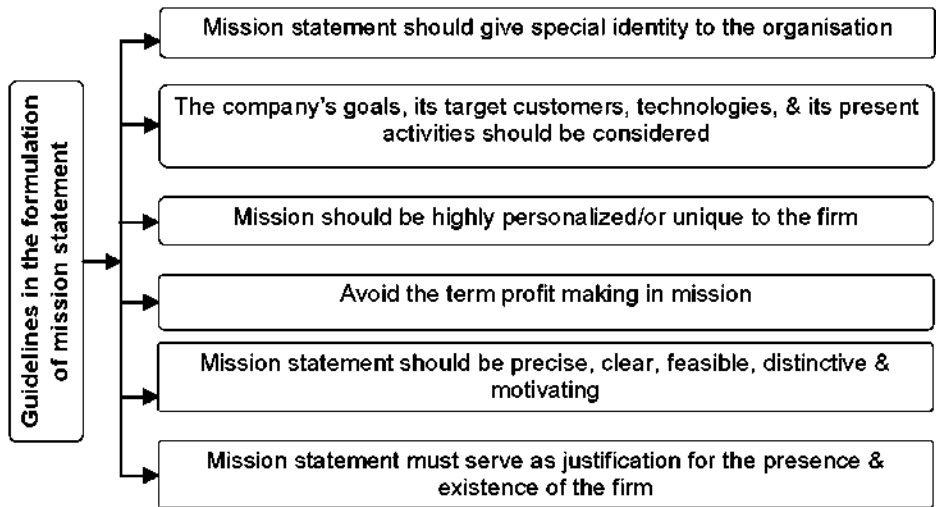 Guidelines in the formulation
of mission statement
Mission statement should give special identity to the organisation
The company's goals, its target customers, technologies, & its present
activities should be considered
Mission should be highly personalized/or unique to the firm
Avoid the term profit making in mission
Mission statement should be precise, clear, feasible, distinctive &
motivating
Mission statement must serve as justification for the presence &
existence of the firm